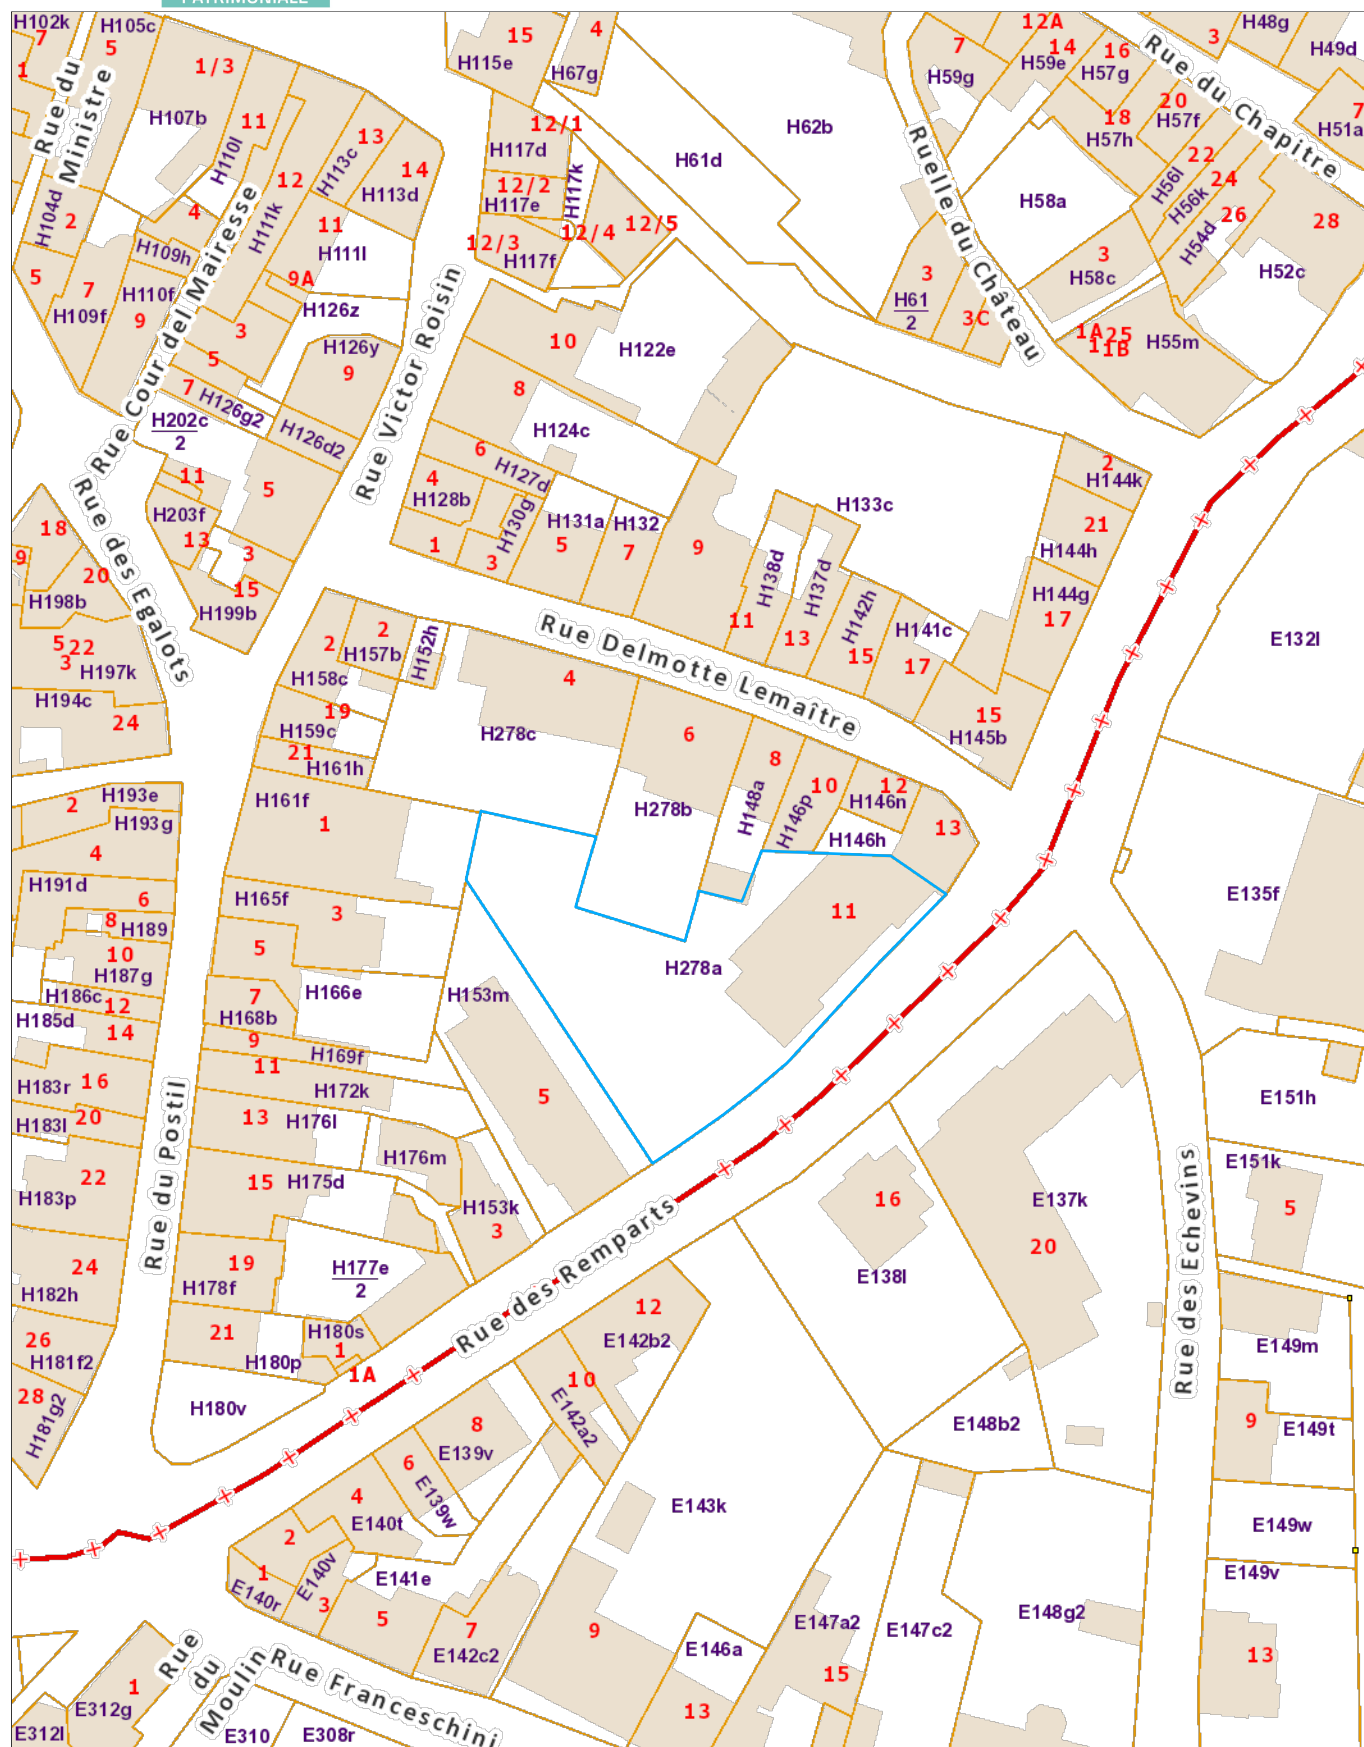 PATRIMONIALE
H102k
7
1
H105c
5
1/3
H107b
11
H110l
12
H111k
13
H113c
14
H113d
11
H111l
9A
H126z
4
H109h
H104d
2
5
7
H109f
H110f
9
3
5
7
H126g2
H126y
9
H126d2
H202c
2
Rue du
Ministre
Rue Cour del Mairesse
15
H115e
4
H67g
12/1
H117d
12/2
H117e
H117k
12/3
H117f
12/4
12/5
H61d
H62b
7
H59g
12A
14
H59e
16
H57g
18
H57h
20
H57f
3
H48g
H49d
7
H51a
Rue du Chapitre
22
H56l
24
H56k
26
H54d
28
H52c
H58a
3
H58c
3
H61
2
3C
Ruelle du Château
1A
25
1
1B
H55m
Rue Victor Roisin
10
H122e
8
H124c
6
H127d
4
H128b
1
3
H130g
H131a
5
H132
7
9
H133c
H138d
11
H137d
13
H142h
15
H141c
17
15
H145b
2
H144k
21
H144h
H144g
17
11
H203f
13
5
3
15
H199b
Rue des Egalots
18
9
20
H198b
5
22
3
H197k
H194c
24
Rue Delmotte Lemaître
2
H157b
2
H158c
H152h
19
H159c
21
H161h
H161f
1
4
H278c
6
H278b
8
H148a
10
H146p
12
H146n
H146h
13
11
H278a
E132l
E135f
2
H193e
H193g
4
H191d
6
8
H189
10
H187g
H186c
12
H185d
14
H183r
16
H183l
20
22
H183p
24
H182h
26
H181f2
28
H181g2
Rue du Postil
H165f
3
5
7
H168b
H166e
9
H169f
11
H172k
13
H176l
15
H175d
H176m
19
H178f
H177e
2
21
H180s
1
H180p
1A
H180v
H153m
5
H153k
3
Rue des Remparts
Rue des Echevins
16
E138l
E137k
20
E151h
E151k
5
E149m
9
E149t
E149w
E149v
13
E148b2
12
E142b2
10
E142a2
8
E139v
6
E139w
4
E140t
2
1
E140r
E140v
3
E141e
5
7
E142c2
E143k
9
E146a
13
E147a2
15
E147c2
E148g2
Rue
du
Moulin
Rue Franceschini
1
E312g
E312l
E310
E308r